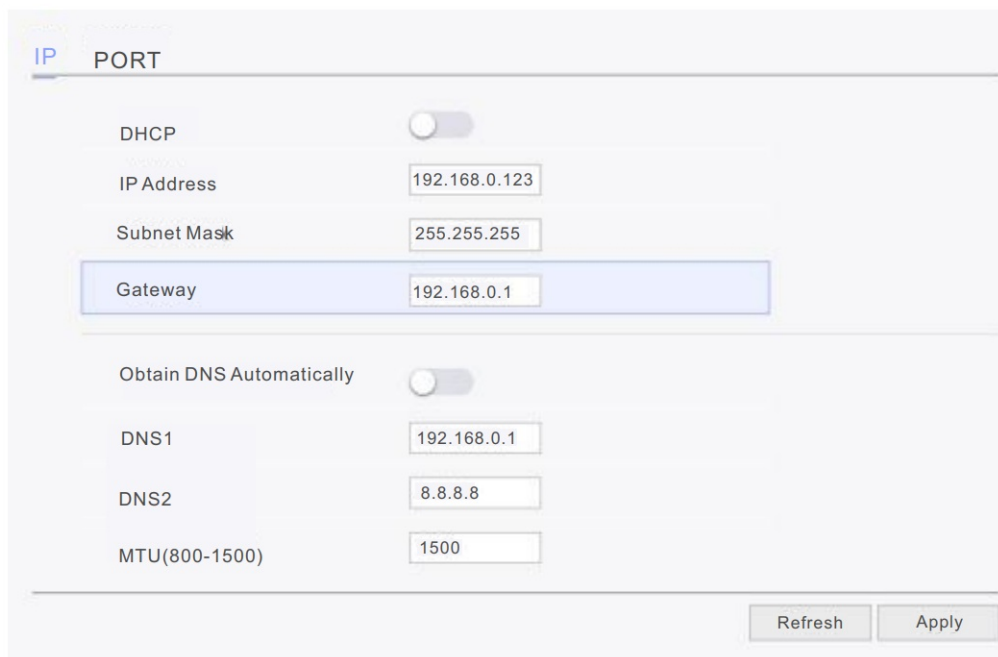 IP PORT
DHCP
IP Address 192.168.0.123
Subnet Mask 255.255.255
Gateway 192.168.0.1
Obtain DNS Automatically
DNS1 192.168.0.1
DNS2 8.8.8.8
MTU(800-1500) 1500
Refresh Apply